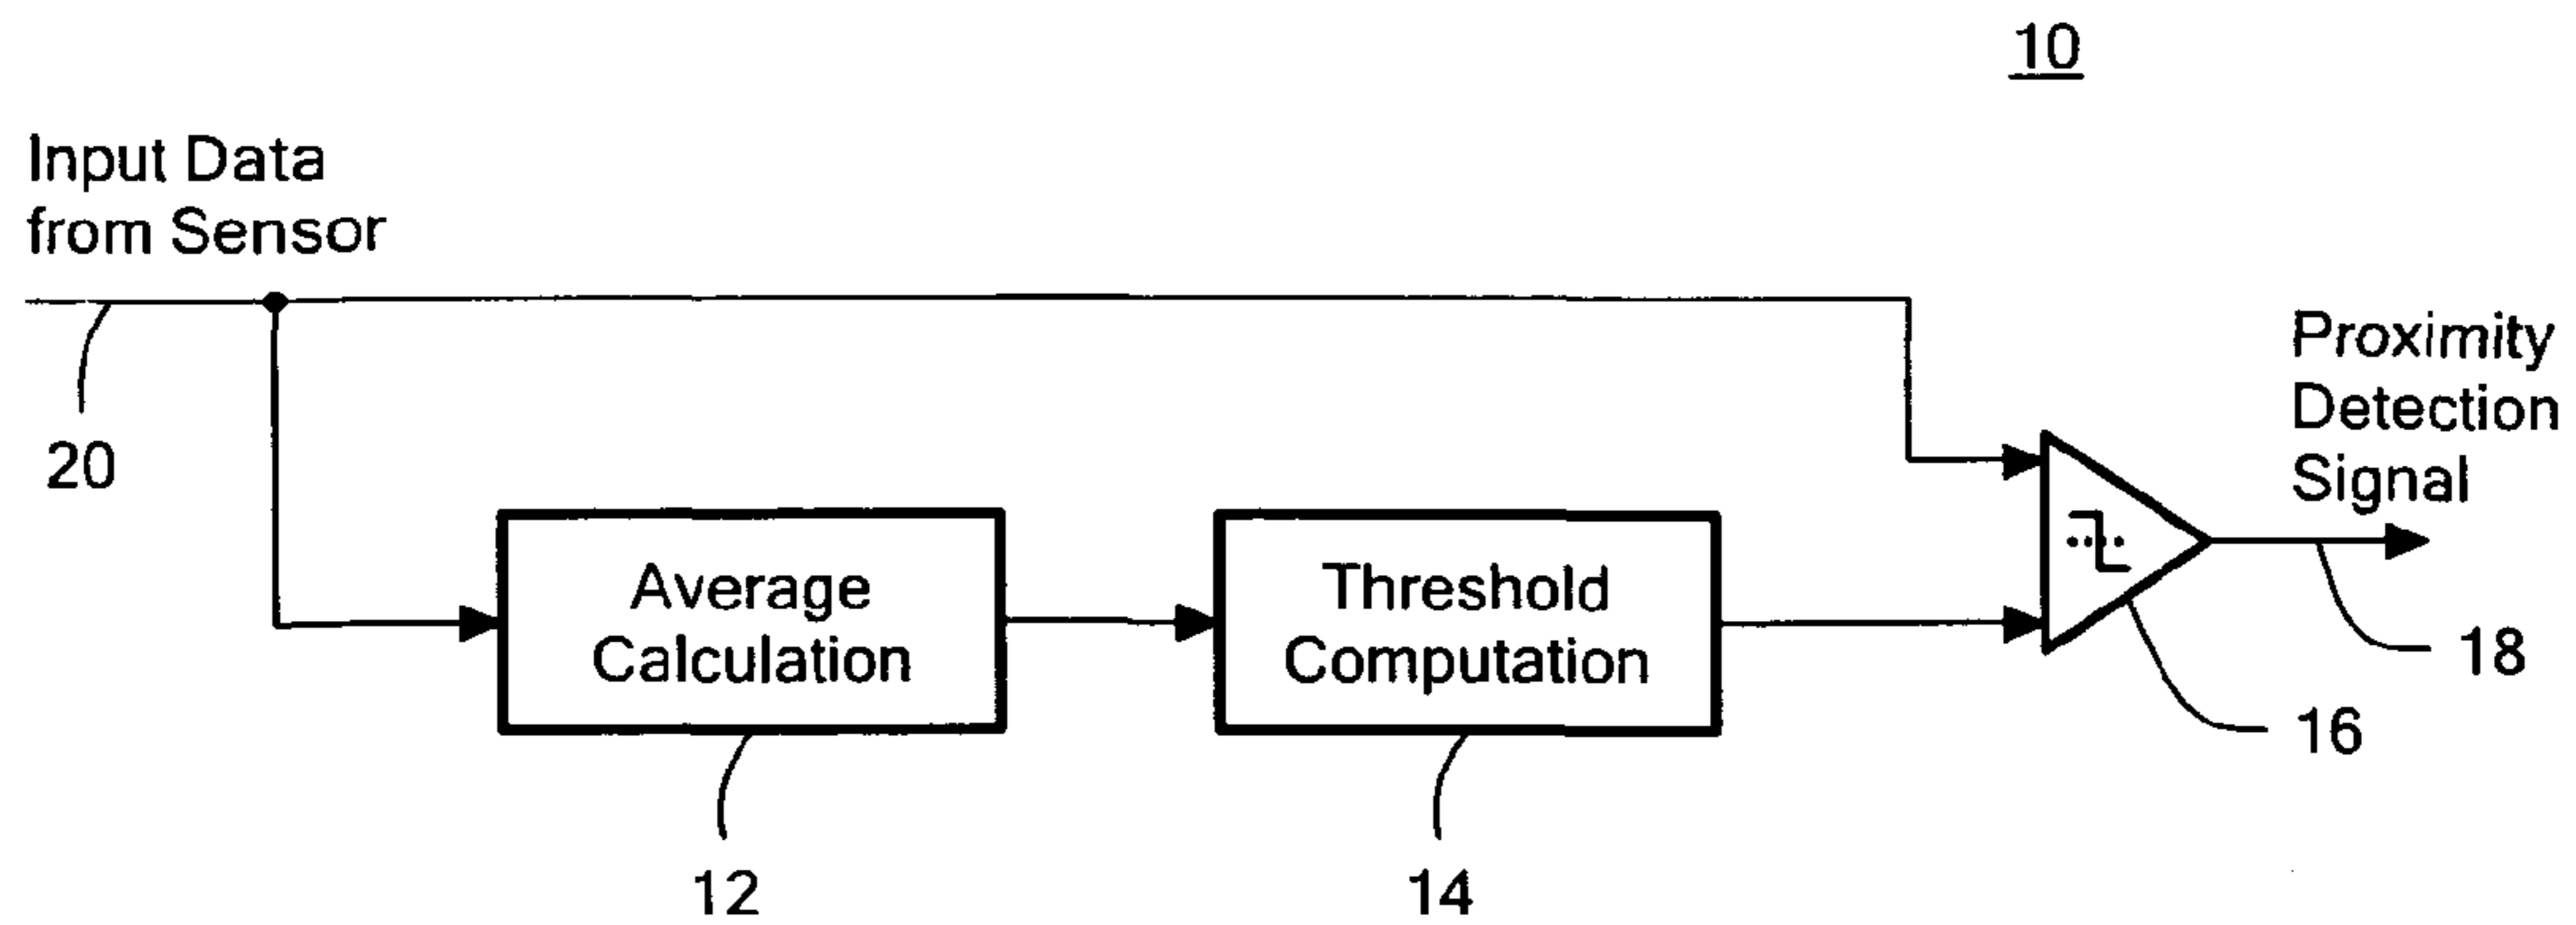 10
Input Data
from Sensor
20
Proximity
Detection
Signal
Average
Calculation
Threshold
Computation
18
16
12
14